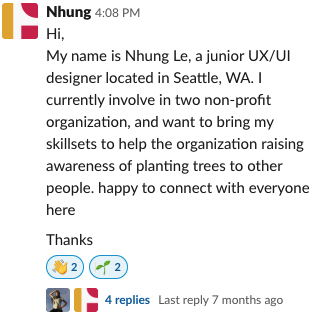 Nhung 4:08 PM
Hi,
My name is Nhung Le, a junior UX/UI
designer located in Seattle, WA. I
currently involve in two non-profit
organization, and want to bring my
skillsets to help the organization raising
awareness of planting trees to other
people. happy to connect with everyone
here
Thanks
2 2
4 replies Last reply 7 months ago